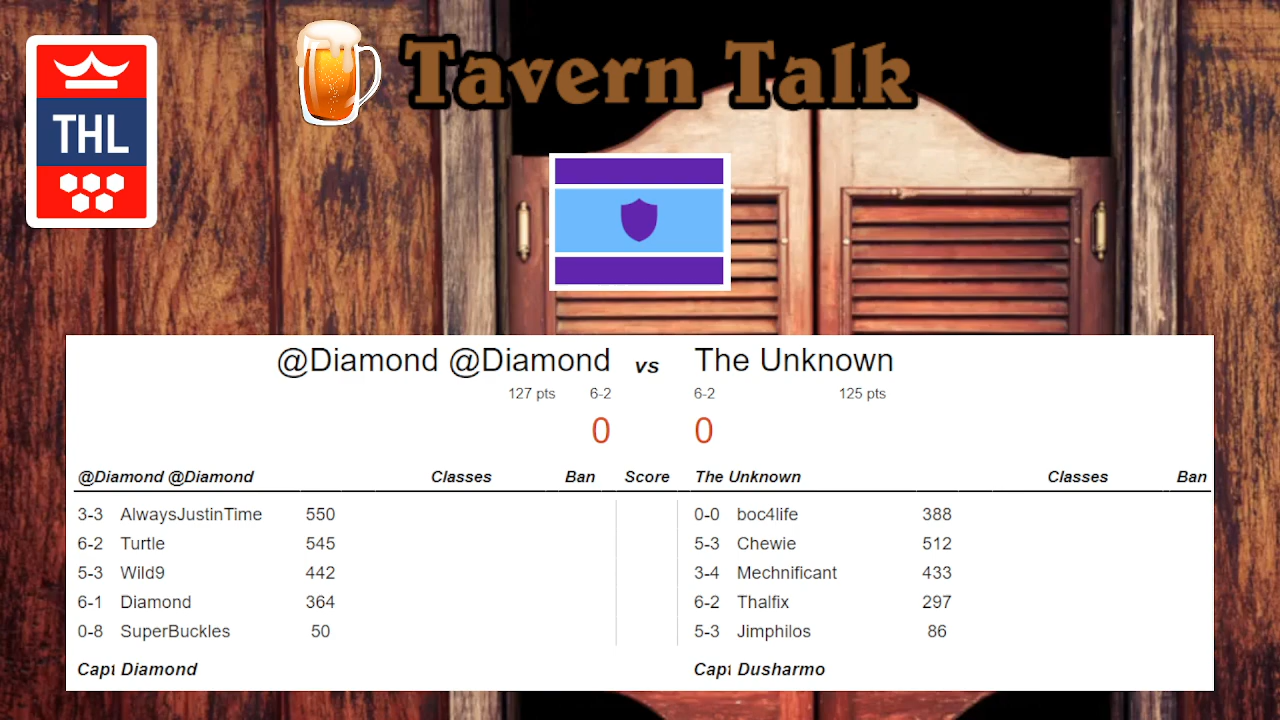 THL
Tavern Talk
@Diamond @Diamond vs The Unknown
127 pts 6-2 6-2 125 pts
0 0
@Diamond @Diamond Classes Ban Score The Unknown Classes Ban
3-3 AlwaysJustinTime 550 0-0 boc4life 388
6-2 Turtle 545 5-3 Chewie 512
5-3 Wild9 442 3-4 Mechnificant 433
6-1 Diamond 364 6-2 Thalfix 297
0-8 SuperBuckles 50 5-3 Jimphilos 86
Capt Diamond Capt Dusharmo